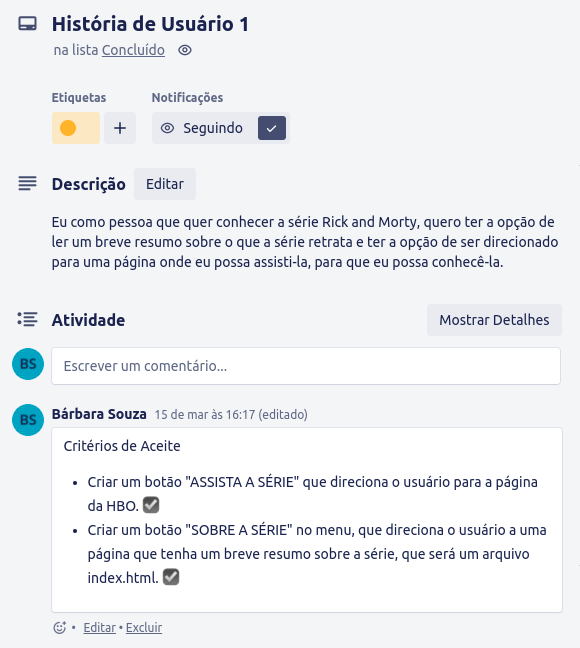 História de Usuário 1
na lista Concluído
Etiquetas
Notificações
Seguindo
Descrição
Editar
Eu como pessoa que quer conhecer a série Rick and Morty, quero ter a opção de
ler um breve resumo sobre o que a série retrata e ter a opção de ser direcionado
para uma página onde eu possa assisti-la, para que eu possa conhecê-la.
Atividade
Mostrar Detalhes
BS
Escrever um comentário...
BS
Bárbara Souza 15 de mar às 16:17 (editado)
Critérios de Aceite
• Criar um botão "ASSISTA A SÉRIE" que direciona o usuário para a página
da HBO. ☑
• Criar um botão "SOBRE A SÉRIE" no menu, que direciona o usuário a uma
página que tenha um breve resumo sobre a série, que será um arquivo
index.html. ☑
• Editar • Excluir